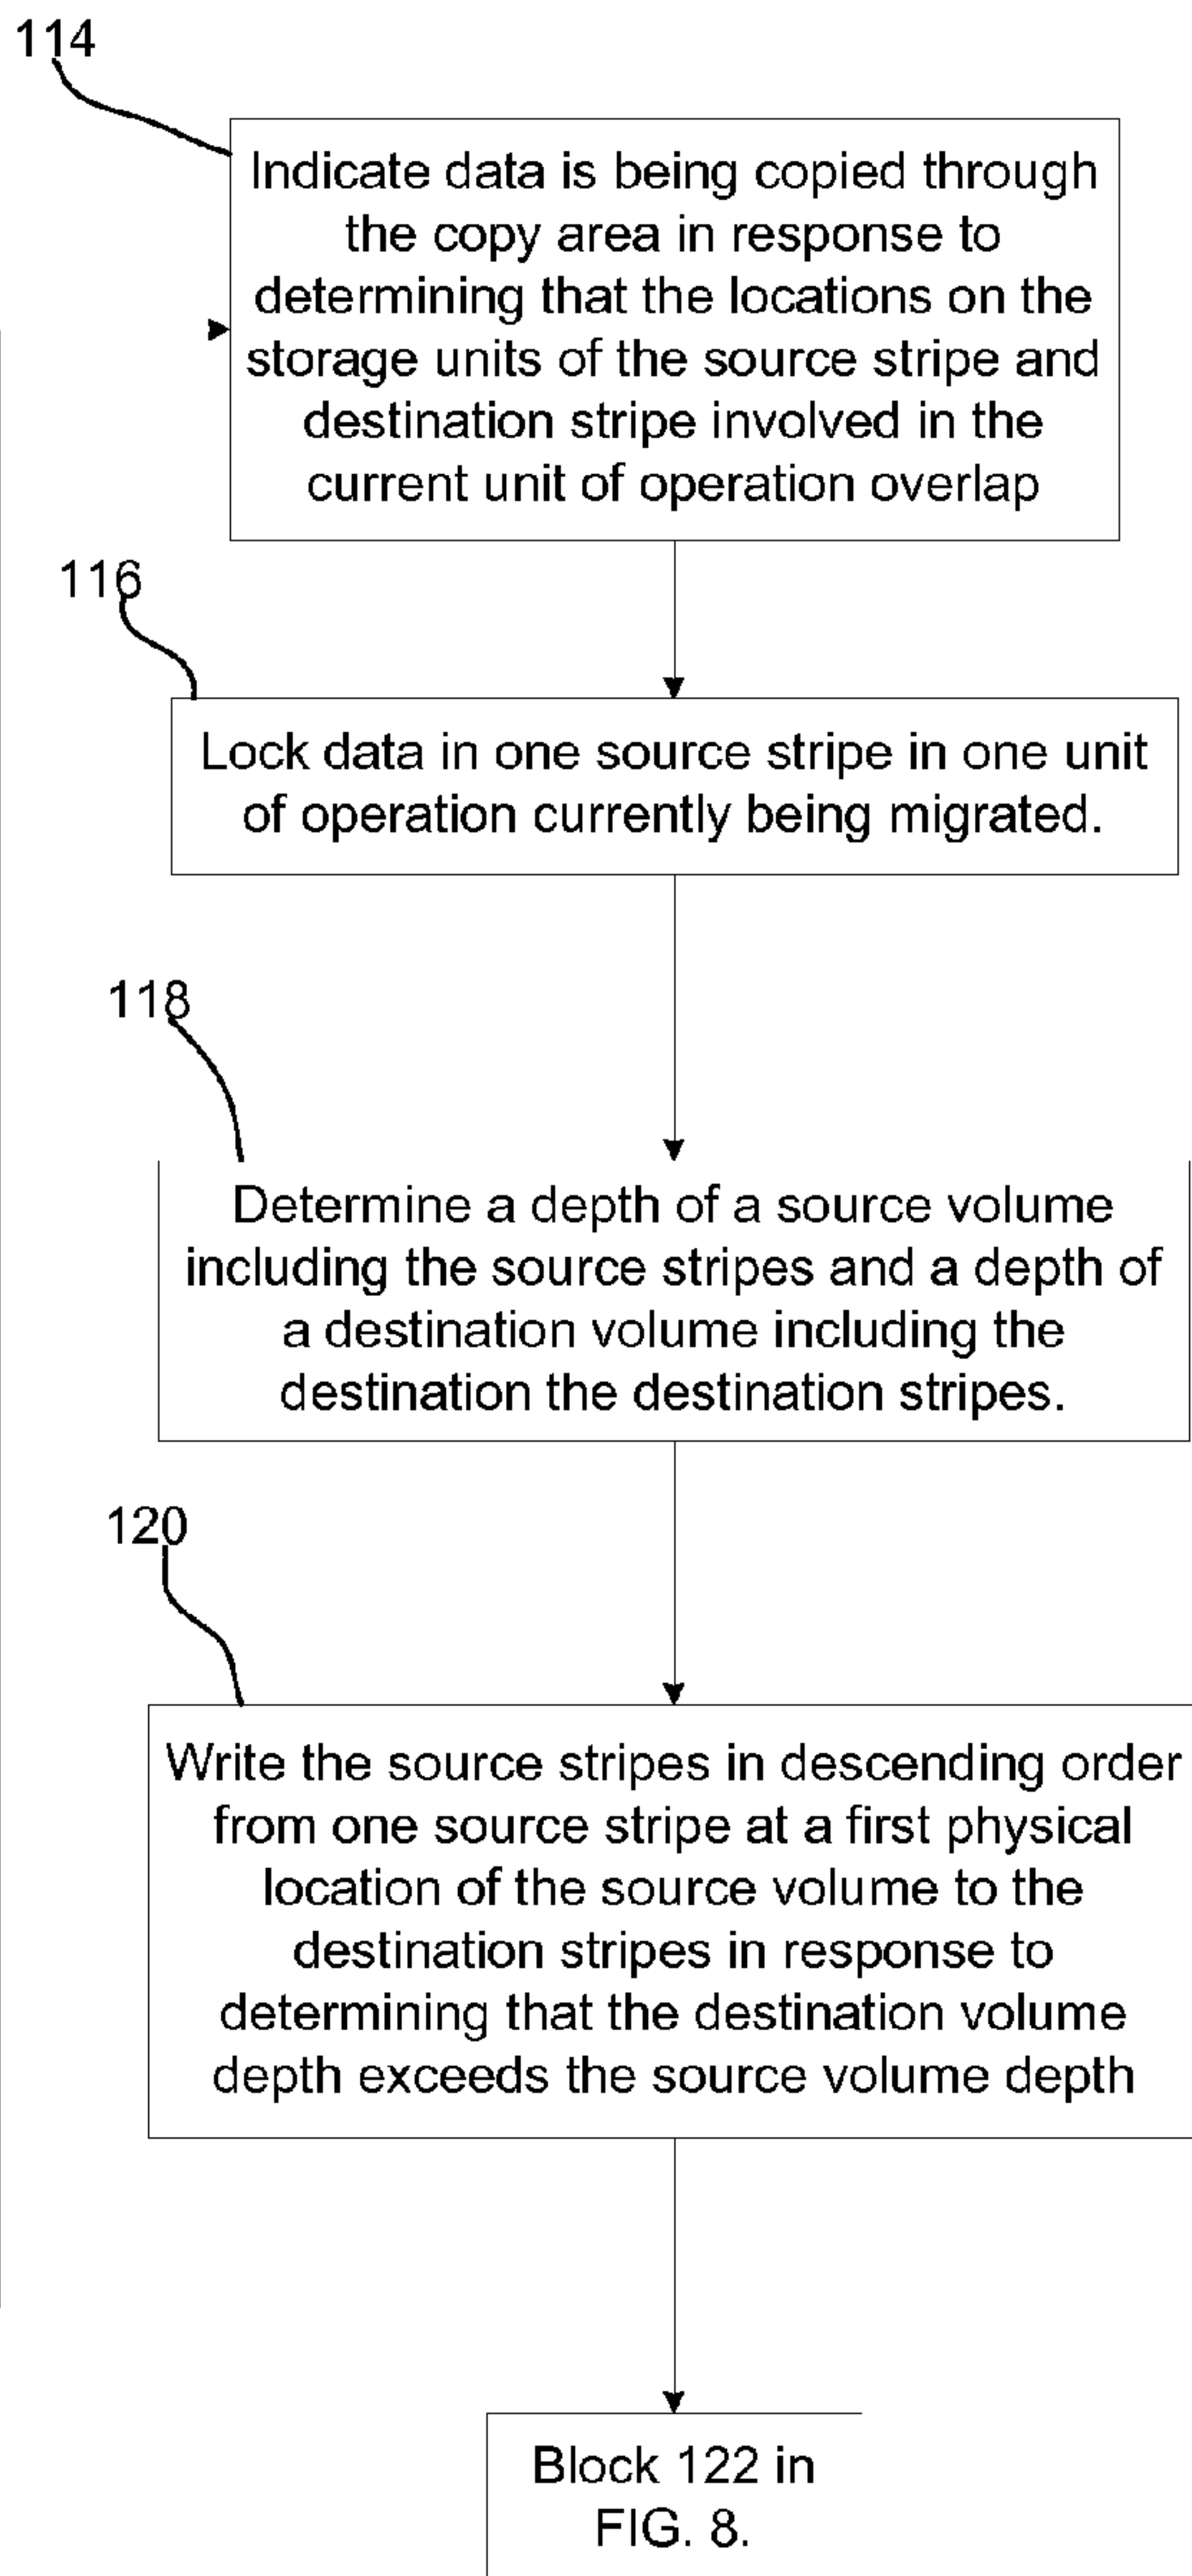 114
Indicate data is being copied through
the copy area in response to
determining that the locations on the
storage units of the source stripe and
destination stripe involved in the
current unit of operation overlap
116
Lock data in one source stripe in one unit
of operation currently being migrated.
118
Determine a depth of a source volume
including the source stripes and a depth of
a destination volume including the
destination the destination stripes.
120
Write the source stripes in descending order
from one source stripe at a first physical
location of the source volume to the
destination stripes in response to
determining that the destination volume
depth exceeds the source volume depth
Block 122 in
FIG. 8.